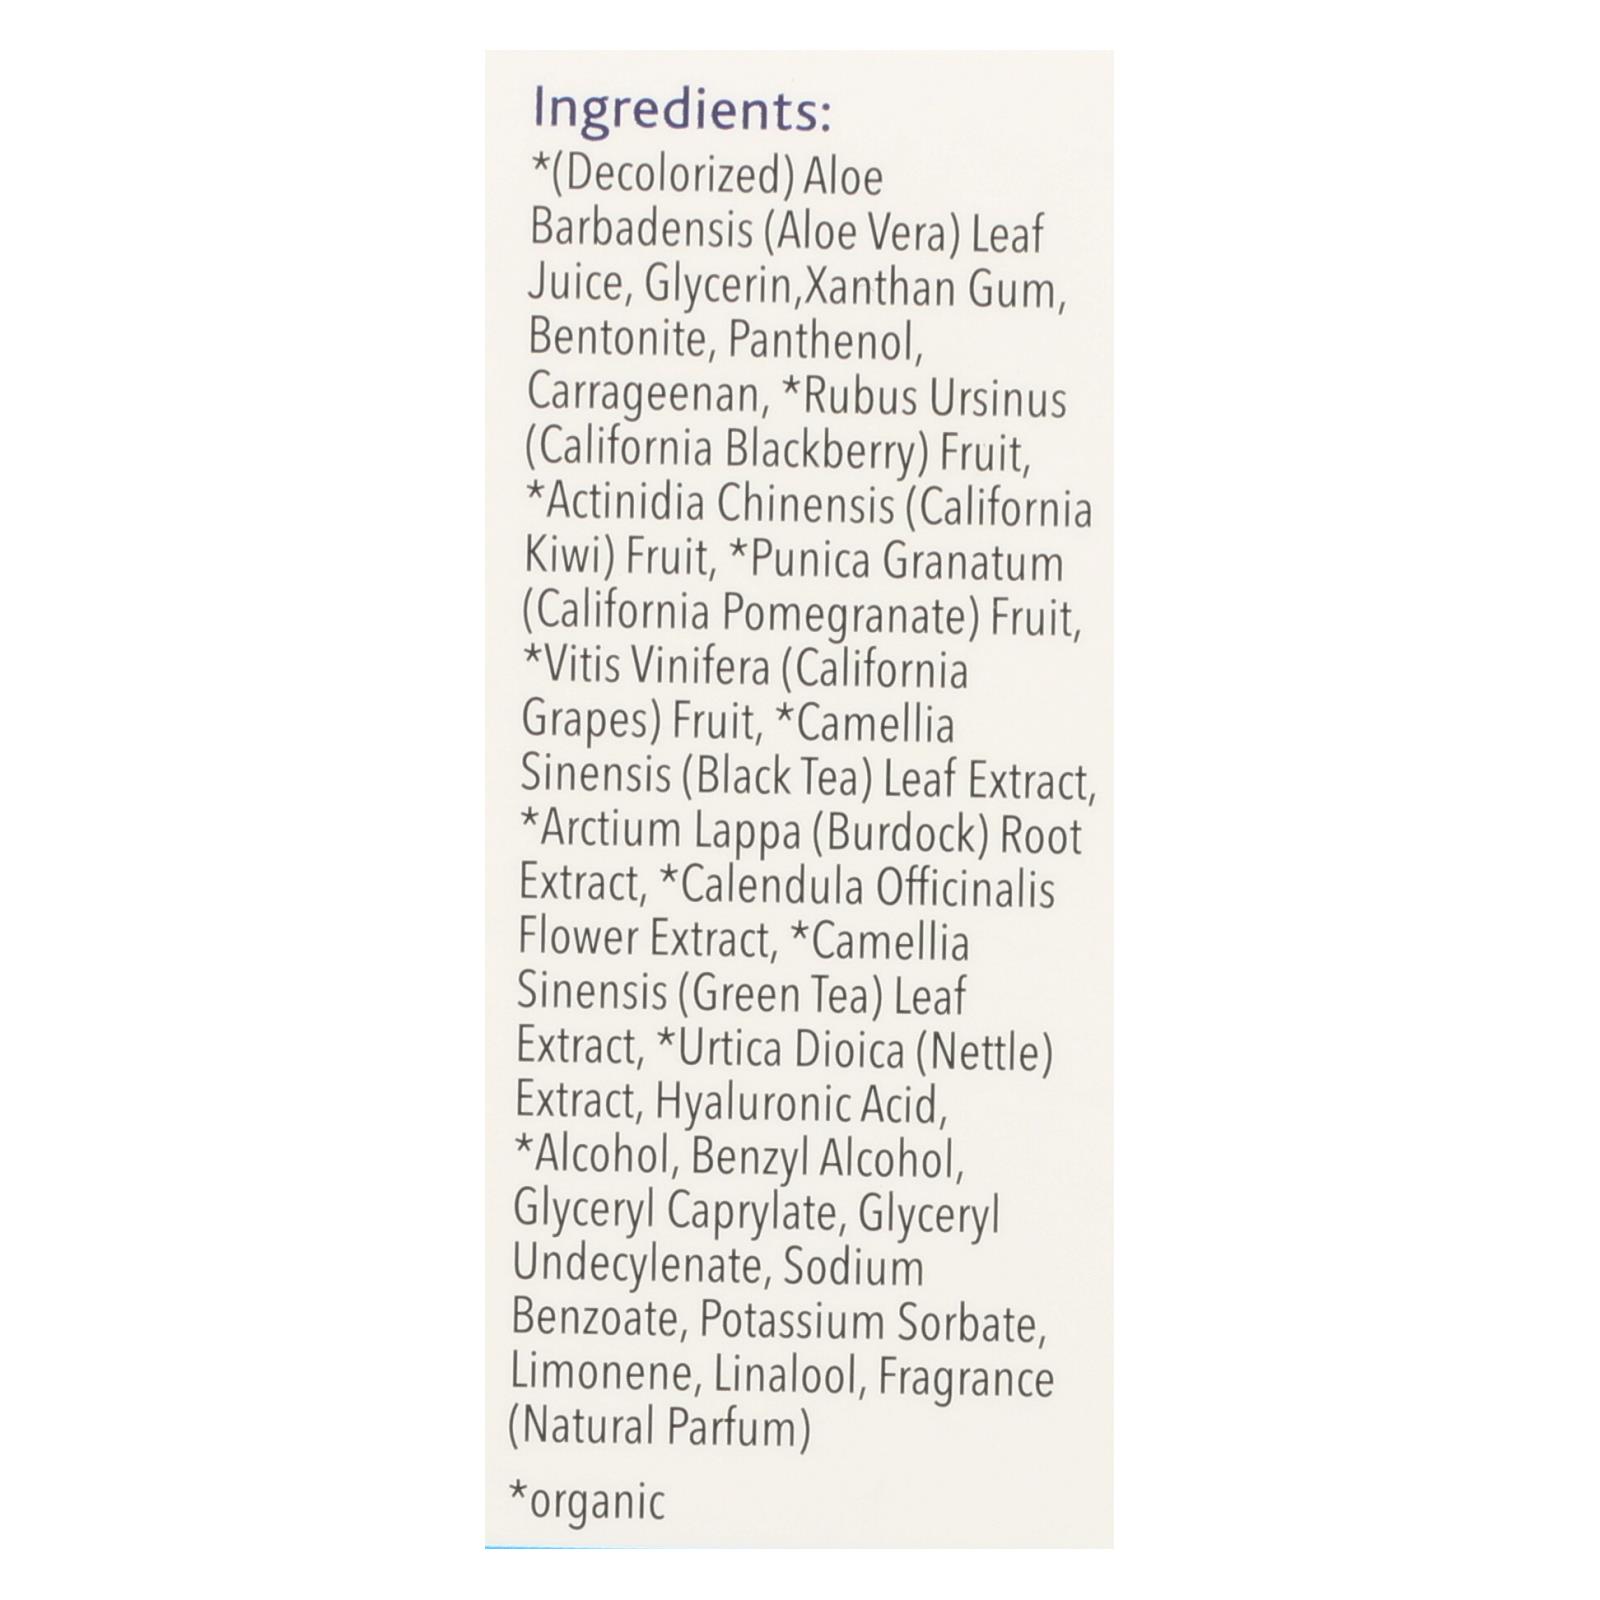 Ingredients:
*(Decolorized) Aloe
Barbadensis (Aloe Vera) Leaf
Juice, Glycerin,Xanthan Gum,
Bentonite, Panthenol,
Carrageenan, *Rubus Ursinus
(California Blackberry) Fruit,
*Actinidia Chinensis (California
Kiwi) Fruit, *Punica Granatum
(California Pomegranate) Fruit,
*Vitis Vinifera (California
Grapes) Fruit, *Camellia
Sinensis (Black Tea) Leaf Extract,
*Arctium Lappa (Burdock) Root
Extract, *Calendula Officinalis
Flower Extract, *Camellia
Sinensis (Green Tea) Leaf
Extract, *Urtica Dioica (Nettle)
Extract, Hyaluronic Acid,
*Alcohol, Benzyl Alcohol,
Glyceryl Caprylate, Glyceryl
Undecylenate, Sodium
Benzoate, Potassium Sorbate,
Limonene, Linalool, Fragrance
(Natural Parfum)
*organic